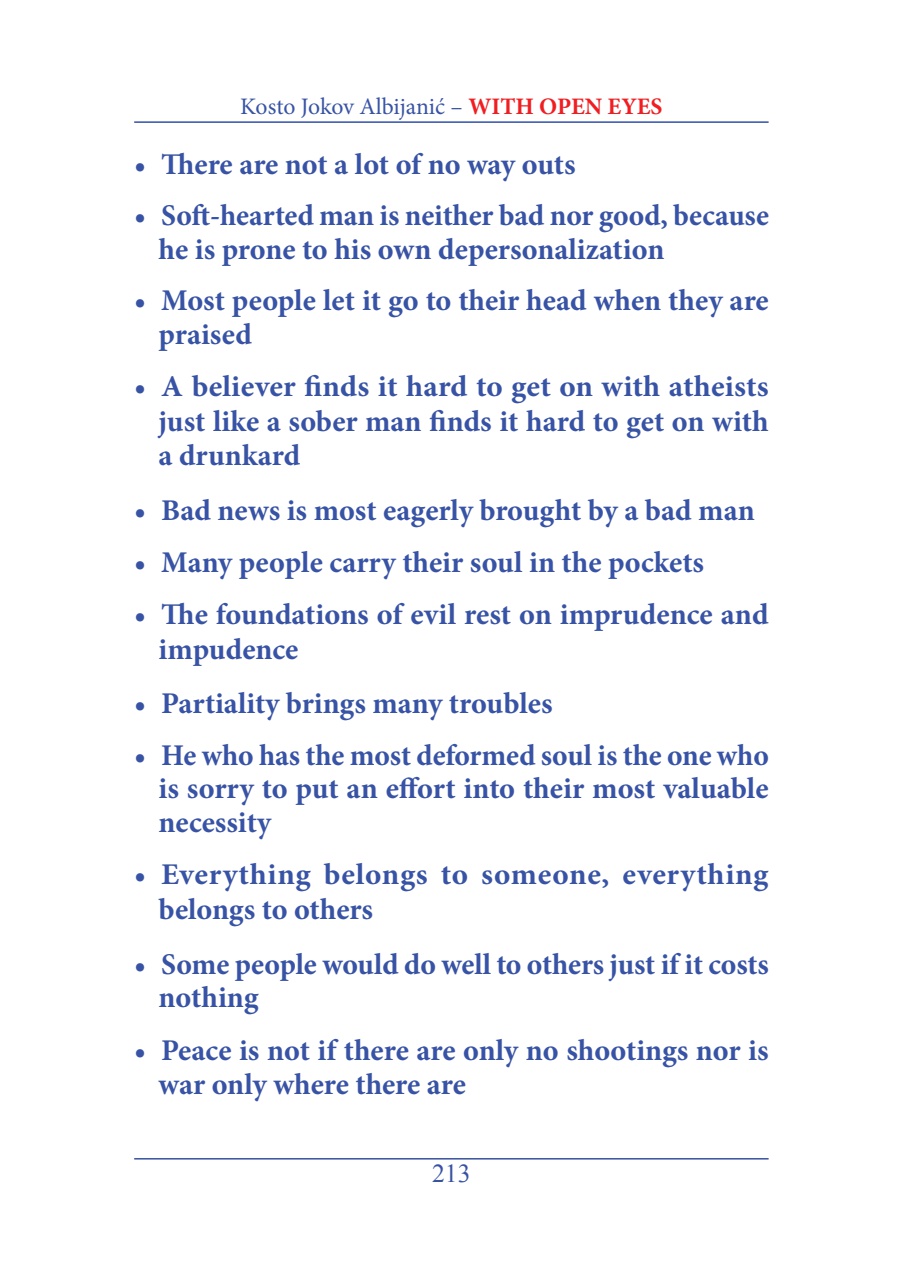 Kosto Jokov Albijanić – WITH OPEN EYES
• There are not a lot of no way outs
• Soft-hearted man is neither bad nor good, because
he is prone to his own depersonalization
• Most people let it go to their head when they are
praised
• A believer finds it hard to get on with atheists
just like a sober man finds it hard to get on with
a drunkard
• Bad news is most eagerly brought by a bad man
• Many people carry their soul in the pockets
• The foundations of evil rest on imprudence and
impudence
• Partiality brings many troubles
• He who has the most deformed soul is the one who
is sorry to put an effort into their most valuable
necessity
• Everything belongs to someone, everything
belongs to others
• Some people would do well to others just if it costs
nothing
• Peace is not if there are only no shootings nor is
war only where there are
213